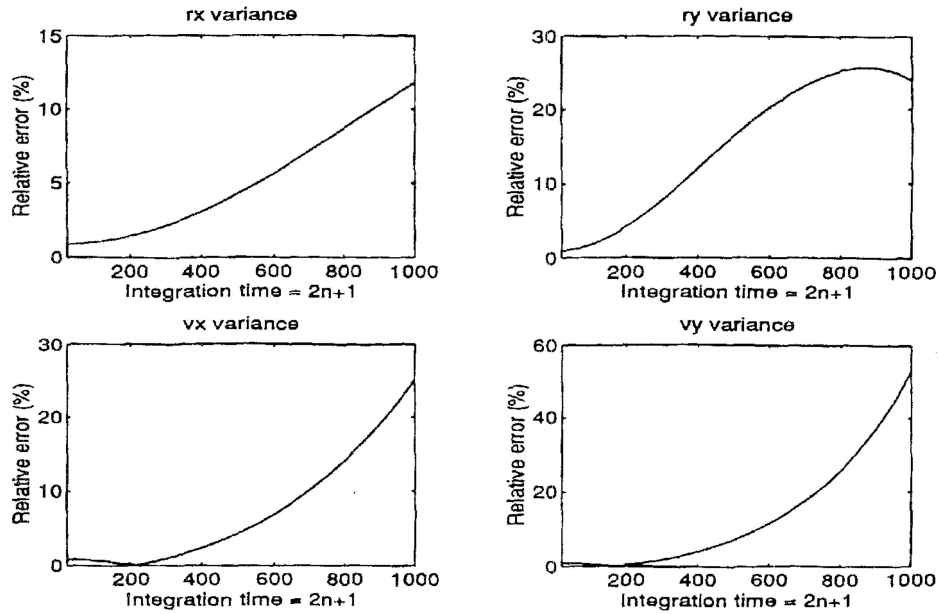 rx variance
15
10
5
0
Relative error (%)
200 400 600 800 1000
Integration time = 2n+1
ry variance
30
20
10
0
Relative error (%)
200 400 600 800 1000
Integration time = 2n+1
vx variance
30
20
10
0
Relative error (%)
200 400 600 800 1000
Integration time = 2n+1
vy variance
60
40
20
0
Relative error (%)
200 400 600 800 1000
Integration time = 2n+1